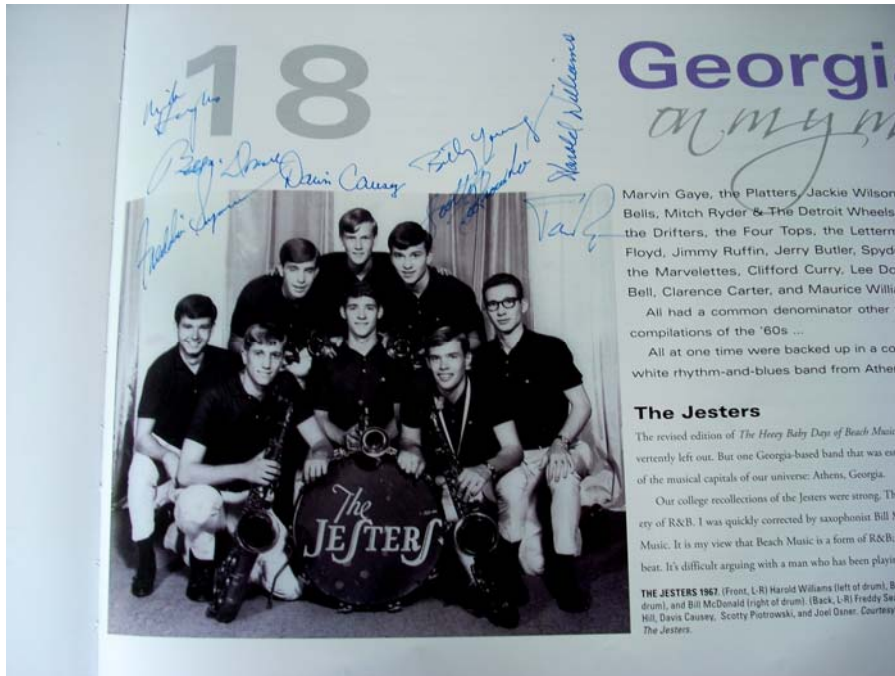 18
Georgi
on my m
Harold Williams
Billy Young
Davis Causey
Marvin Gaye, the Platters, Jackie Wilson
Bells, Mitch Ryder & The Detroit Wheels
the Drifters, the Four Tops, the Letterm
Floyd, Jimmy Ruffin, Jerry Butler, Spyd
the Marvelettes, Clifford Curry, Lee Do
Bell, Clarence Carter, and Maurice Willi
All had a common denominator other
compilations of the '60s ...
All at one time were backed up in a co
white rhythm-and-blues band from Athe
The Jesters
The revised edition of The Heeey Baby Days of Beach Music
vertently left out. But one Georgia-based band that was
of the musical capitals of our universe: Athens, Georgia.
Our college recollections of the Jesters were strong. Th
ery of R&B. I was quickly corrected by saxophonist Bill M
Music. It is my view that Beach Music is a form of R&B.
beat. It's difficult arguing with a man who has been playin
THE JESTERS 1967. (Front, L-R) Harold Williams (left of drum), B
drum), and Bill McDonald (right of drum). (Back, L-R) Freddy Sea
Hill, Davis Causey, Scotty Piotrowski, and Joel Osner. Courtesy
The Jesters.
The
JESTERS